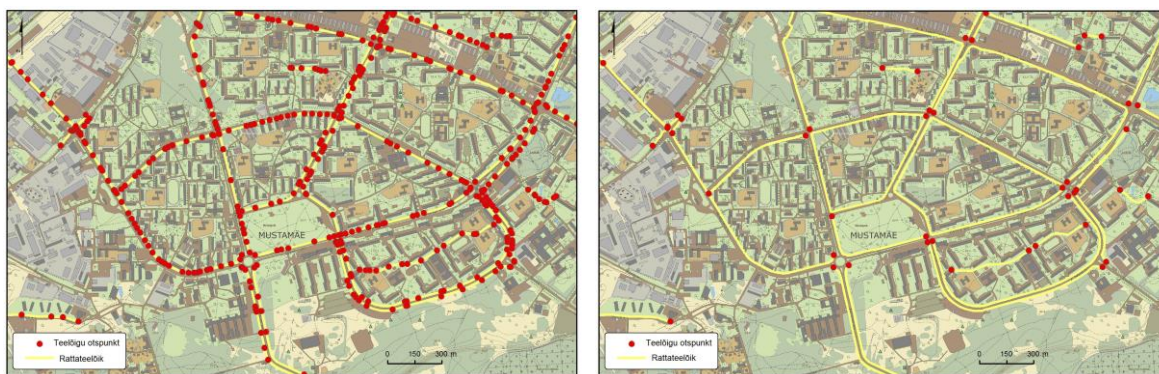 MUSTAMÄE
Teelõigu otspunkt
Rattateelõik
0 150 300 m
MUSTAMÄE
Teelõigu otspunkt
Rattateelõik
0 150 300 m